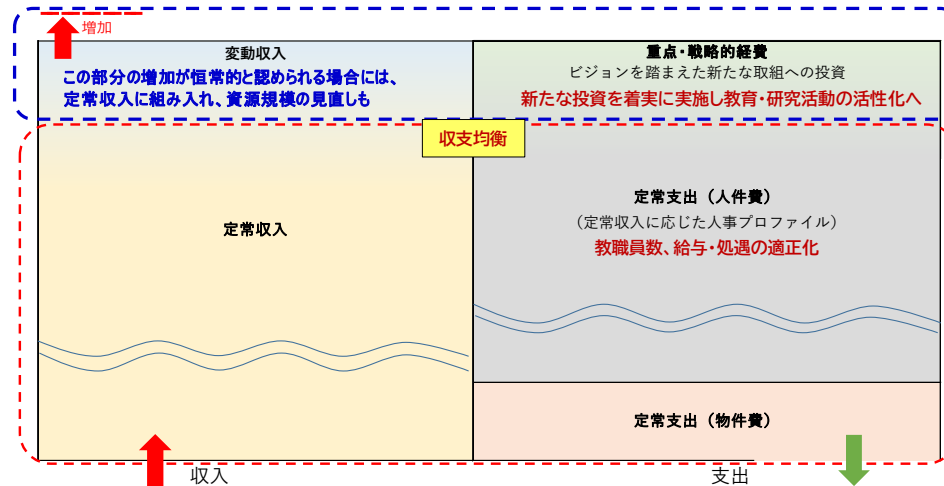 増加
変動収入
この部分の増加が恒常的と認められる場合には、
定常収入に組み入れ、資源規模の見直しも
重点・戦略的経費
ビジョンを踏まえた新たな取組への投資
新たな投資を着実に実施し教育・研究活動の活性化へ
収支均衡
定常収入
定常支出（人件費）
（定常収入に応じた人事プロファイル）
教職員数、給与・処遇の適正化
定常支出（物件費）
収入
支出